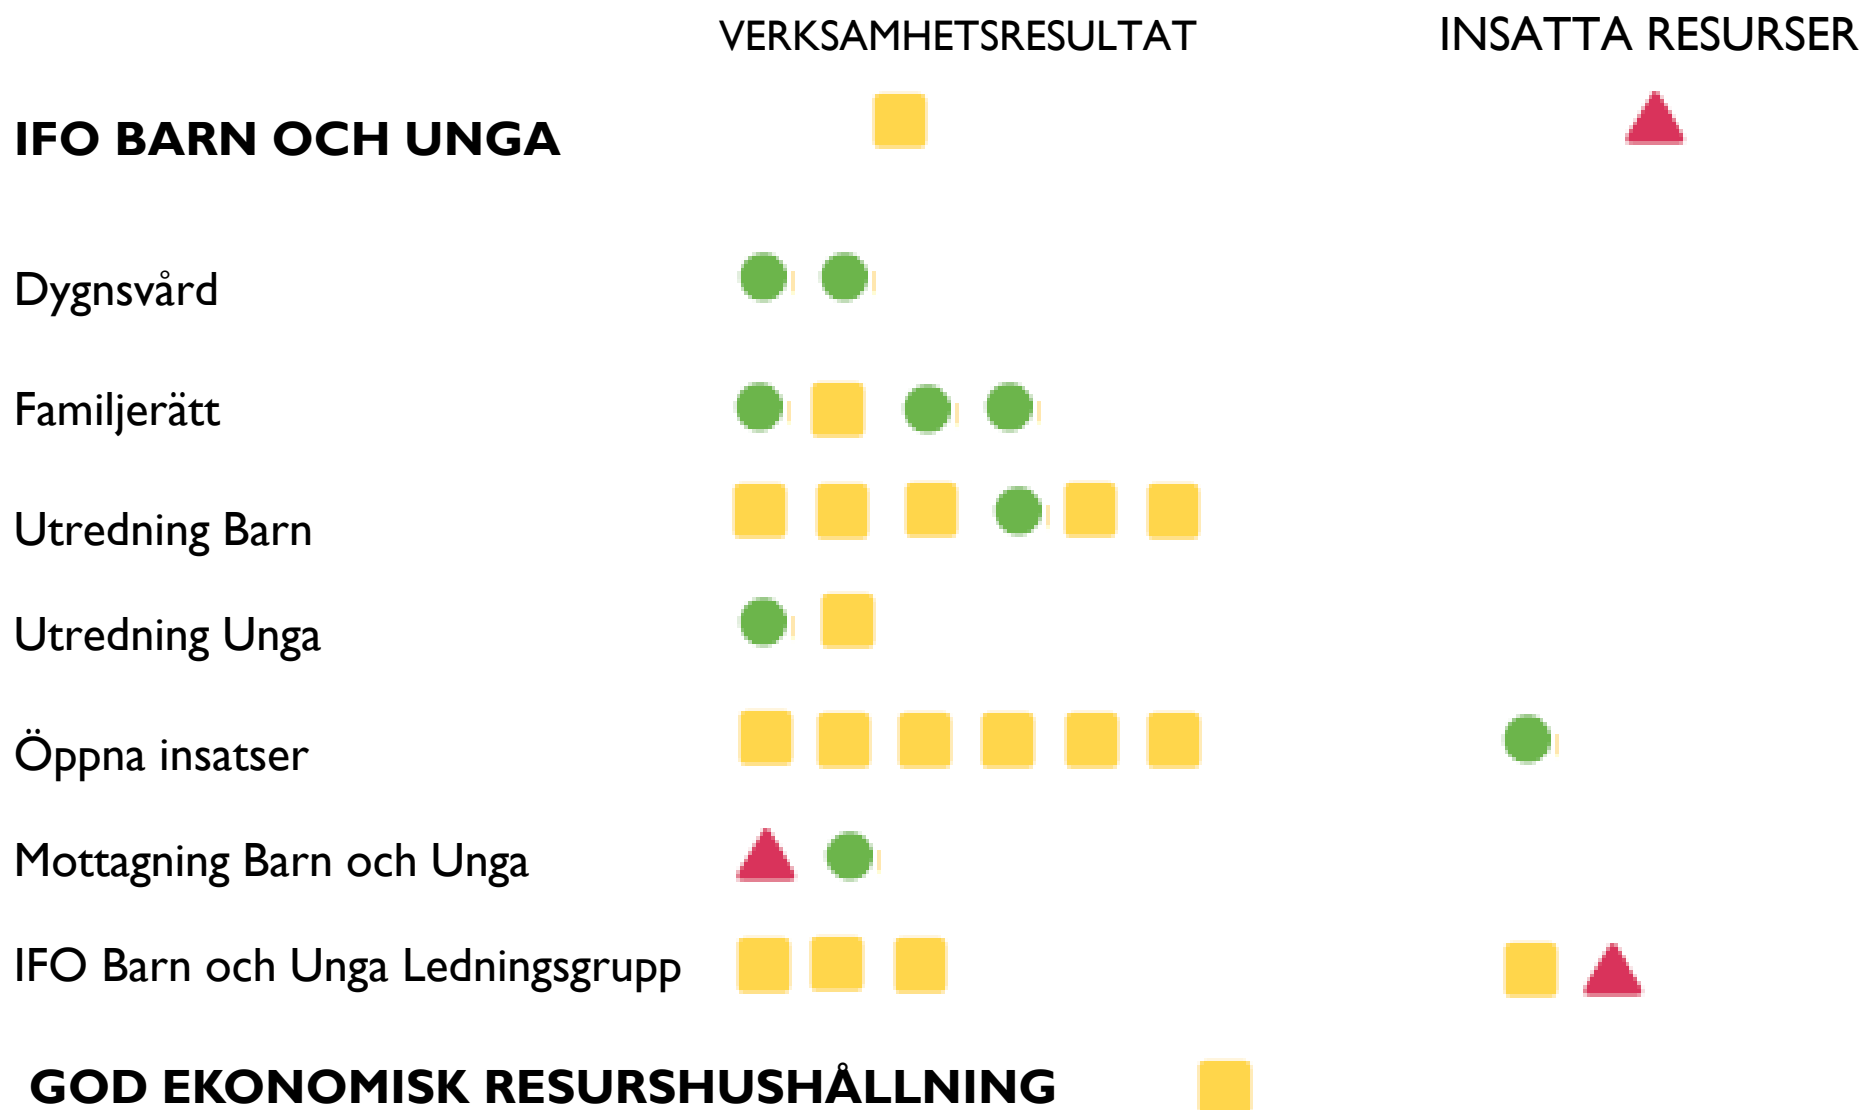 VERKSAMHETSRESULTAT INSATTA RESURSER
IFO BARN OCH UNGA
Dygnsvård
Familjerätt
Utredning Barn
Utredning Unga
Öppna insatser
Mottagning Barn och Unga
IFO Barn och Unga Ledningsgrupp
GOD EKONOMISK RESURSHUSHÅLLNING